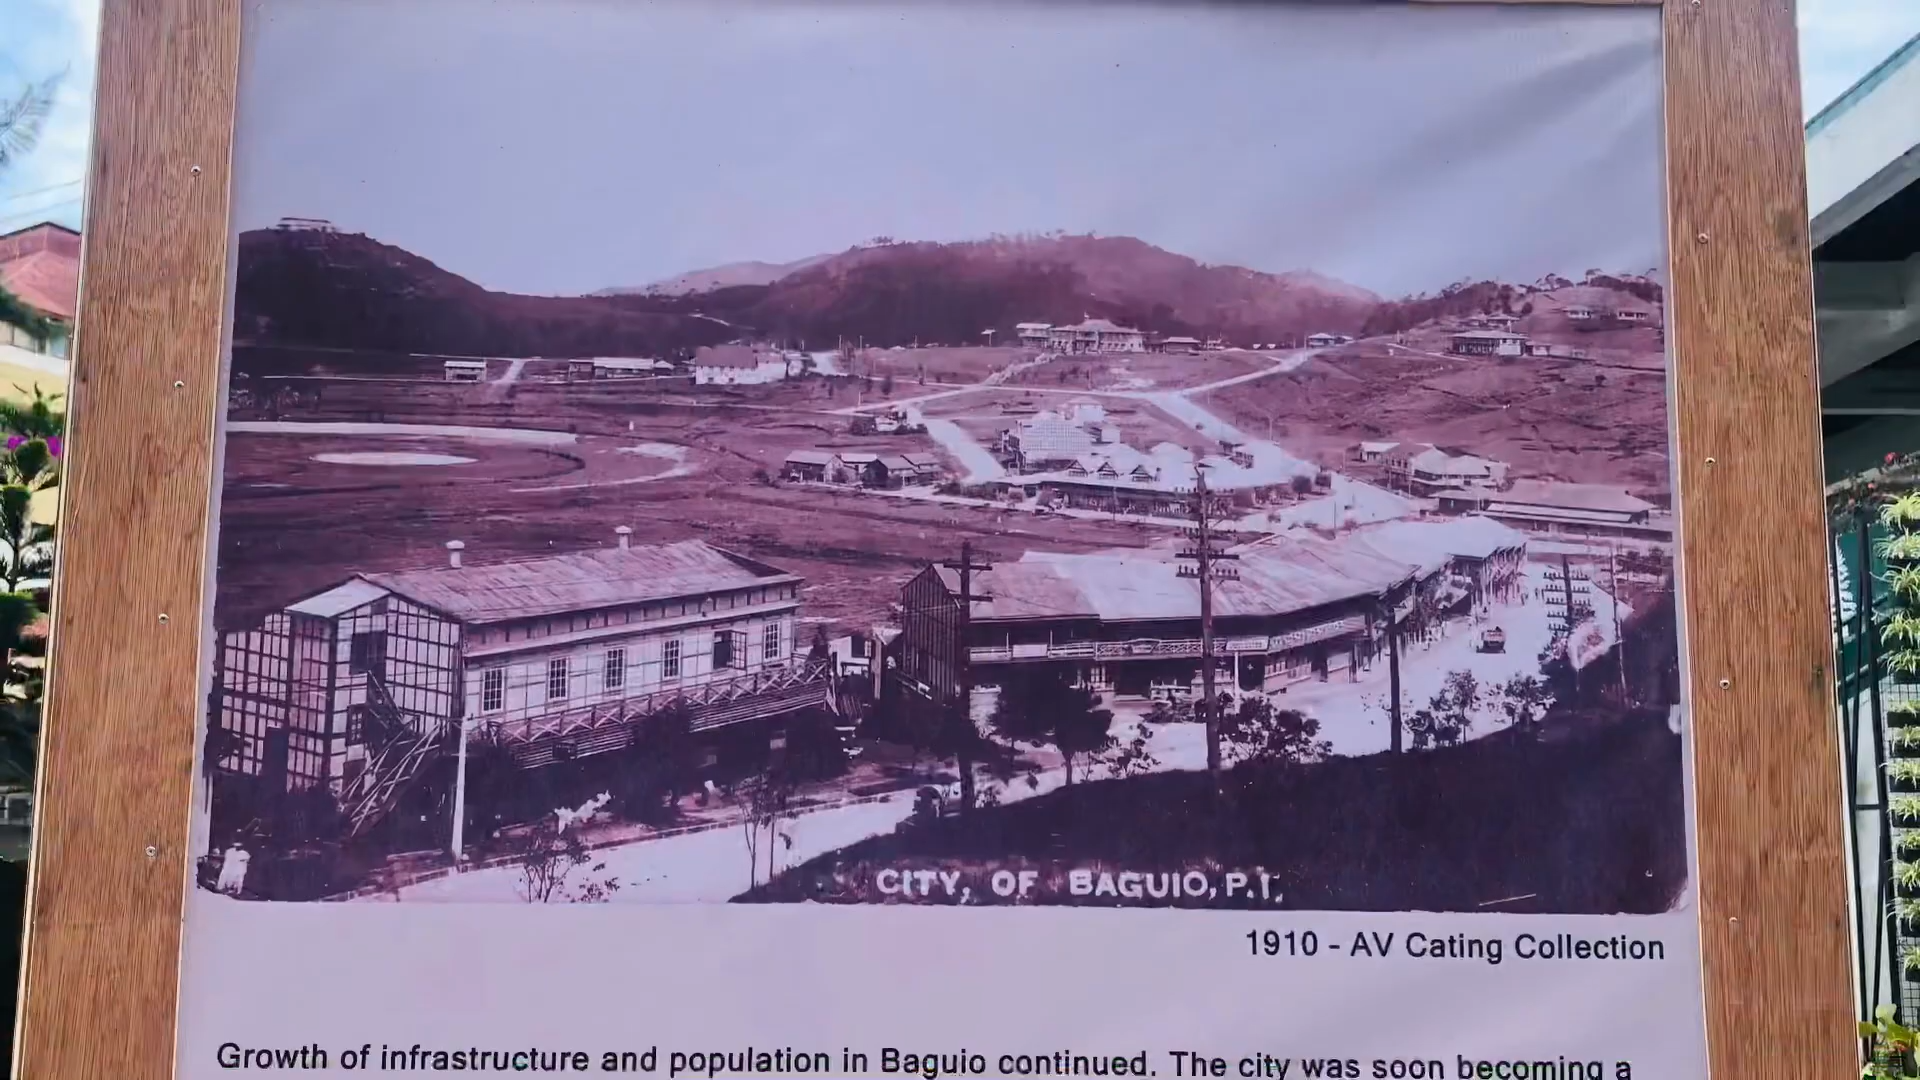 CITY, OF BAGUIO, P.I.
1910 - AV Cating Collection
Growth of infrastructure and population in Baguio continued. The city was soon becoming a